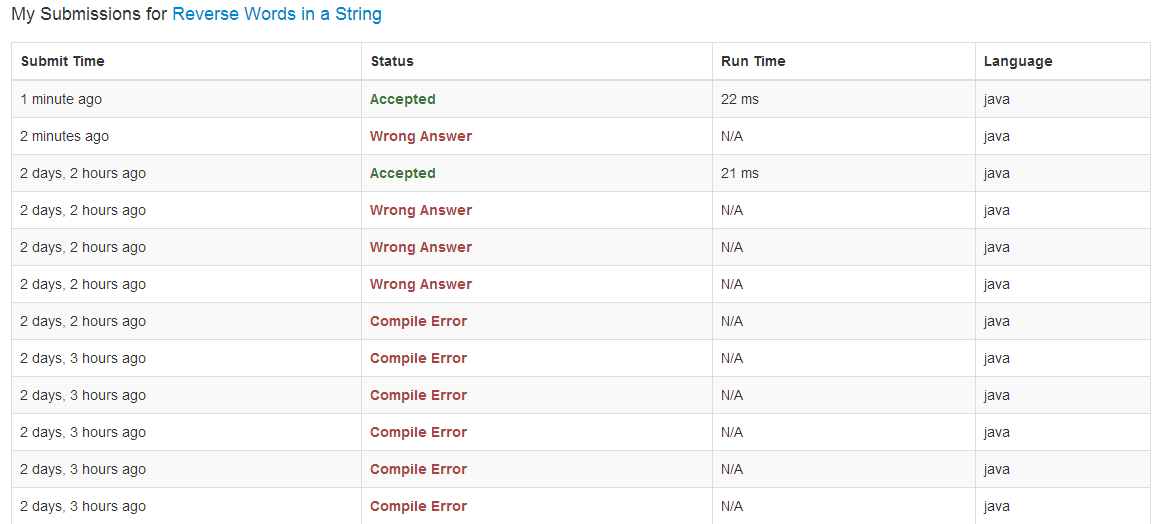 My Submissions for Reverse Words in a String
Submit Time Status Run Time Language
1 minute ago Accepted 22 ms java
2 minutes ago Wrong Answer N/A java
2 days, 2 hours ago Accepted 21 ms java
2 days, 2 hours ago Wrong Answer N/A java
2 days, 2 hours ago Wrong Answer N/A java
2 days, 2 hours ago Wrong Answer N/A java
2 days, 2 hours ago Compile Error N/A java
2 days, 3 hours ago Compile Error N/A java
2 days, 3 hours ago Compile Error N/A java
2 days, 3 hours ago Compile Error N/A java
2 days, 3 hours ago Compile Error N/A java
2 days, 3 hours ago Compile Error N/A java